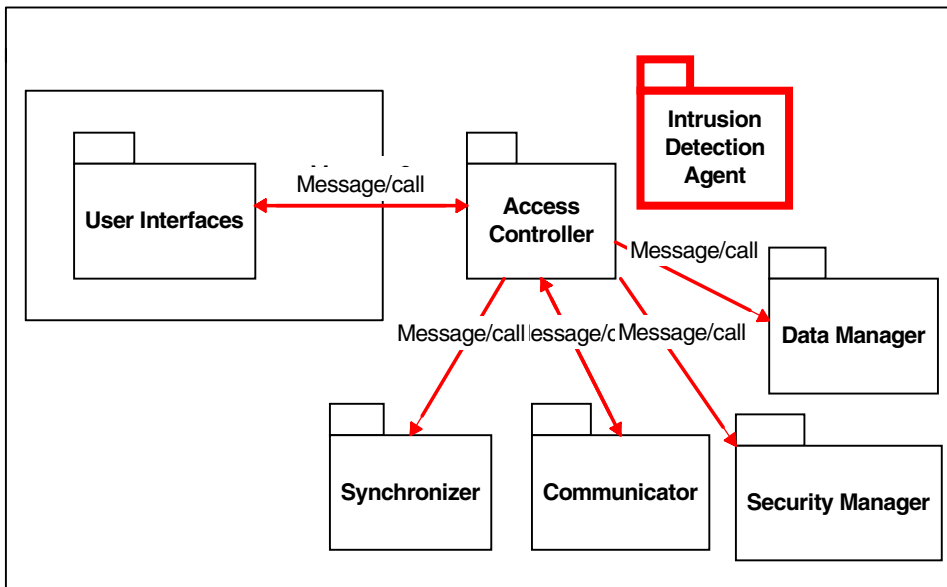 Intrusion
Detection
Agent
Message/call
User Interfaces
Access
Controller
Message/call
Message/call
Message/call
Data Manager
Synchronizer
Communicator
Security Manager